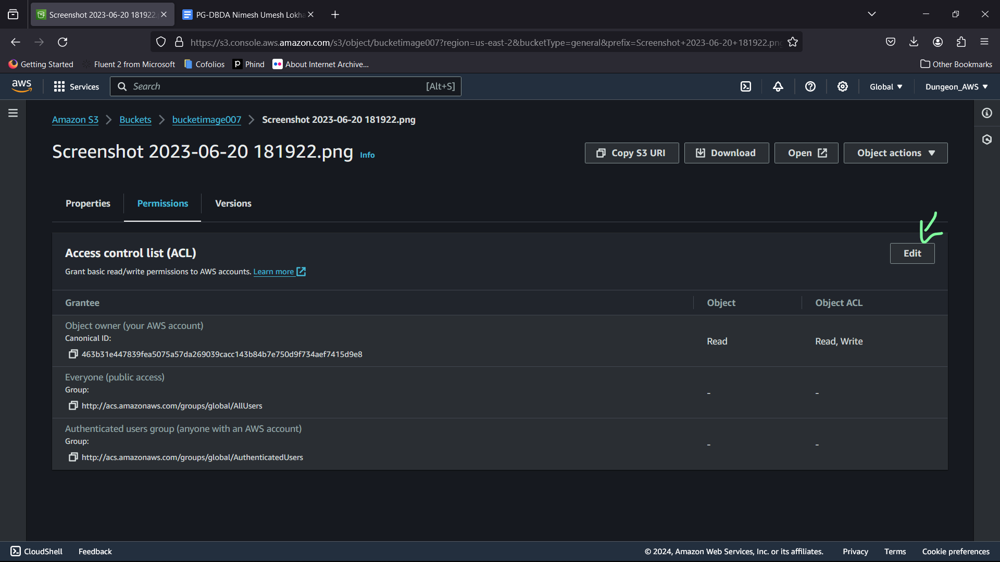 Screenshot 2023-06-20 181922.
PG-DBDA Nimesh Umesh Lokha
https://s3.console.aws.amazon.com/s3/object/bucketimage007?region=us-east-2&bucketType=general&prefix=Screenshot+2023-06-20+181922.png
Getting Started Fluent 2 from Microsoft Cofolios Phind About Internet Archive... Other Bookmarks
aws Services Search [Alt+S] Global Dungeon_AWS
Amazon S3 Buckets bucketimage007 Screenshot 2023-06-20 181922.png
Screenshot 2023-06-20 181922.png Info
Copy S3 URI Download Open Object actions
Properties Permissions Versions
Access control list (ACL)
Edit
Grant basic read/write permissions to AWS accounts. Learn more
Grantee Object Object ACL
Object owner (your AWS account)
Canonical ID:
463b31e447839fea5075a57da269039cacc143b84b7e750d9f734aef7415d9e8
Read Read, Write
Everyone (public access)
Group:
http://acs.amazonaws.com/groups/global/AllUsers
- -
Authenticated users group (anyone with an AWS account)
Group:
http://acs.amazonaws.com/groups/global/AuthenticatedUsers
- -
CloudShell Feedback © 2024, Amazon Web Services, Inc. or its affiliates. Privacy Terms Cookie preferences